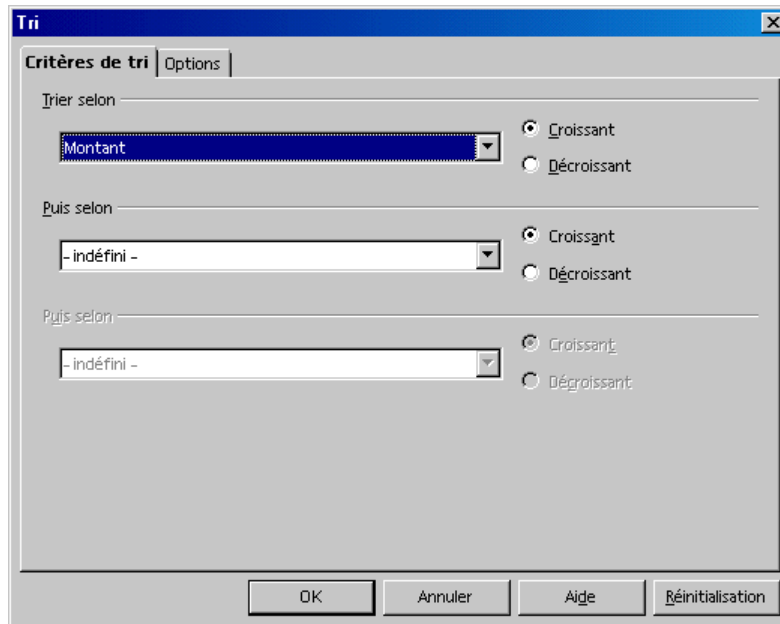 Tri
Critères de tri Options
Trier selon
Montant
Croissant
Décroissant
Puis selon
- indéfini -
Croissant
Décroissant
Puis selon
- indéfini -
Croissant
Décroissant
OK Annuler Aide Réinitialisation